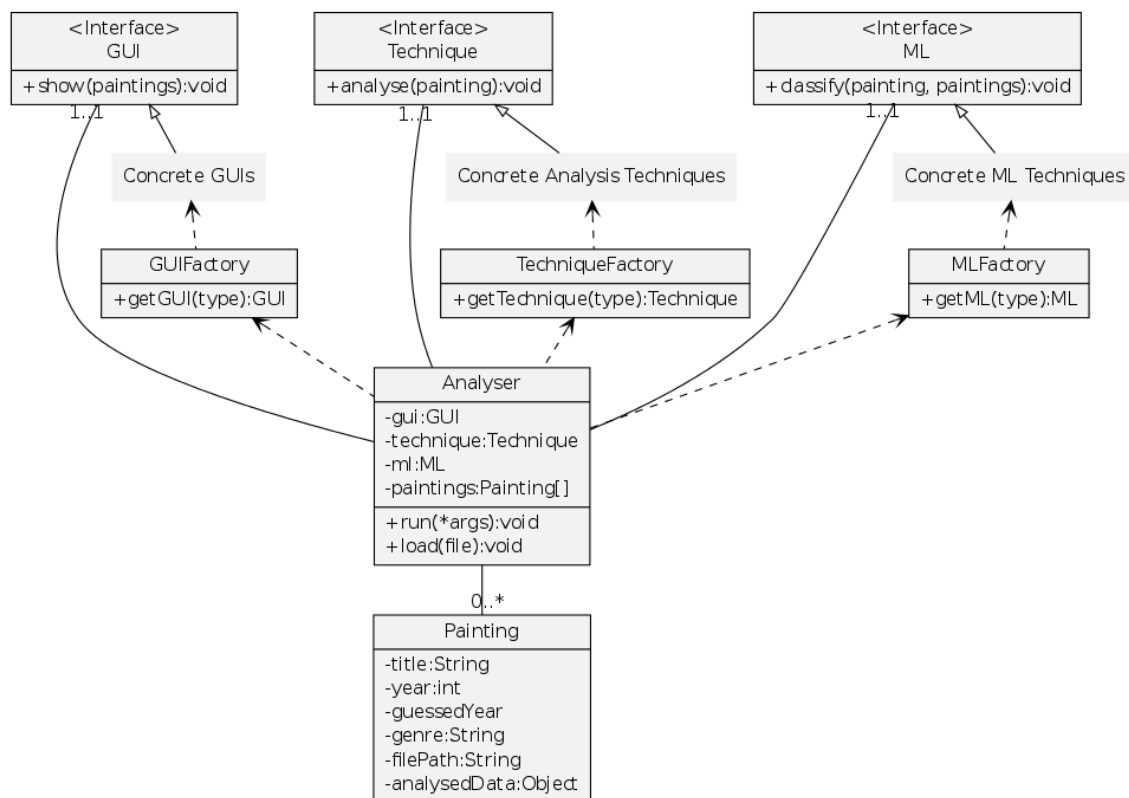 <Interface>
GUI
+show(paintings):void
<Interface>
Technique
+analyse(painting):void
<Interface>
ML
+classify(painting, paintings):void
1..1
1..1
1..1
Concrete GUIs
Concrete Analysis Techniques
Concrete ML Techniques
GUIFactory
+getGUI(type):GUI
TechniqueFactory
+getTechnique(type):Technique
MLFactory
+getML(type):ML
Analyser
-gui:GUI
-technique:Technique
-ml:ML
-paintings:Painting[]
+run(*args):void
+load(file):void
0..*
Painting
-title:String
-year:int
-guessedYear
-genre:String
-filePath:String
-analysedData:Object